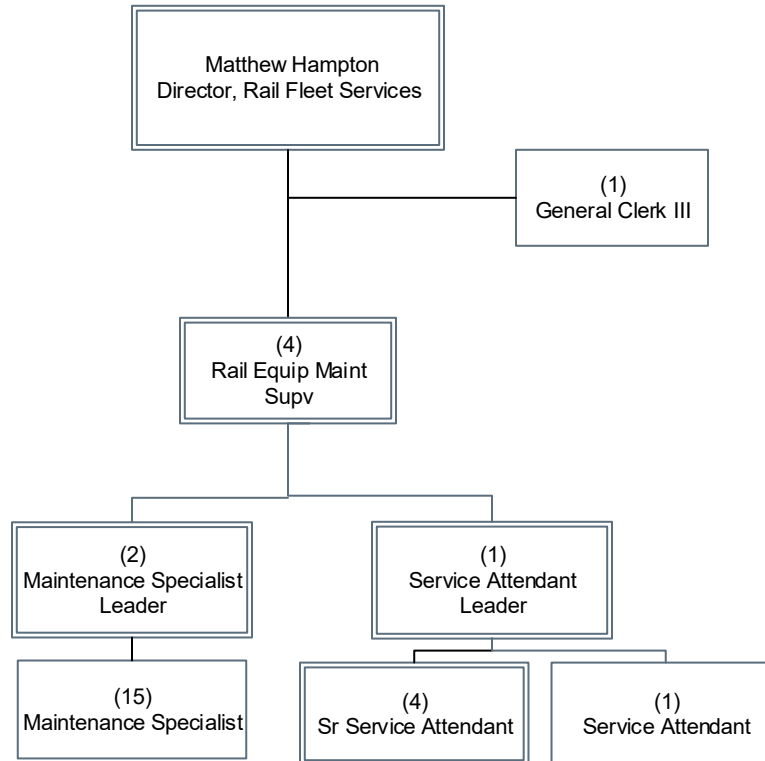 Matthew Hampton
Director, Rail Fleet Services
(1)
General Clerk III
(4)
Rail Equip Maint
Supv
(2)
Maintenance Specialist
Leader
(1)
Service Attendant
Leader
(15)
Maintenance Specialist
(4)
Sr Service Attendant
(1)
Service Attendant